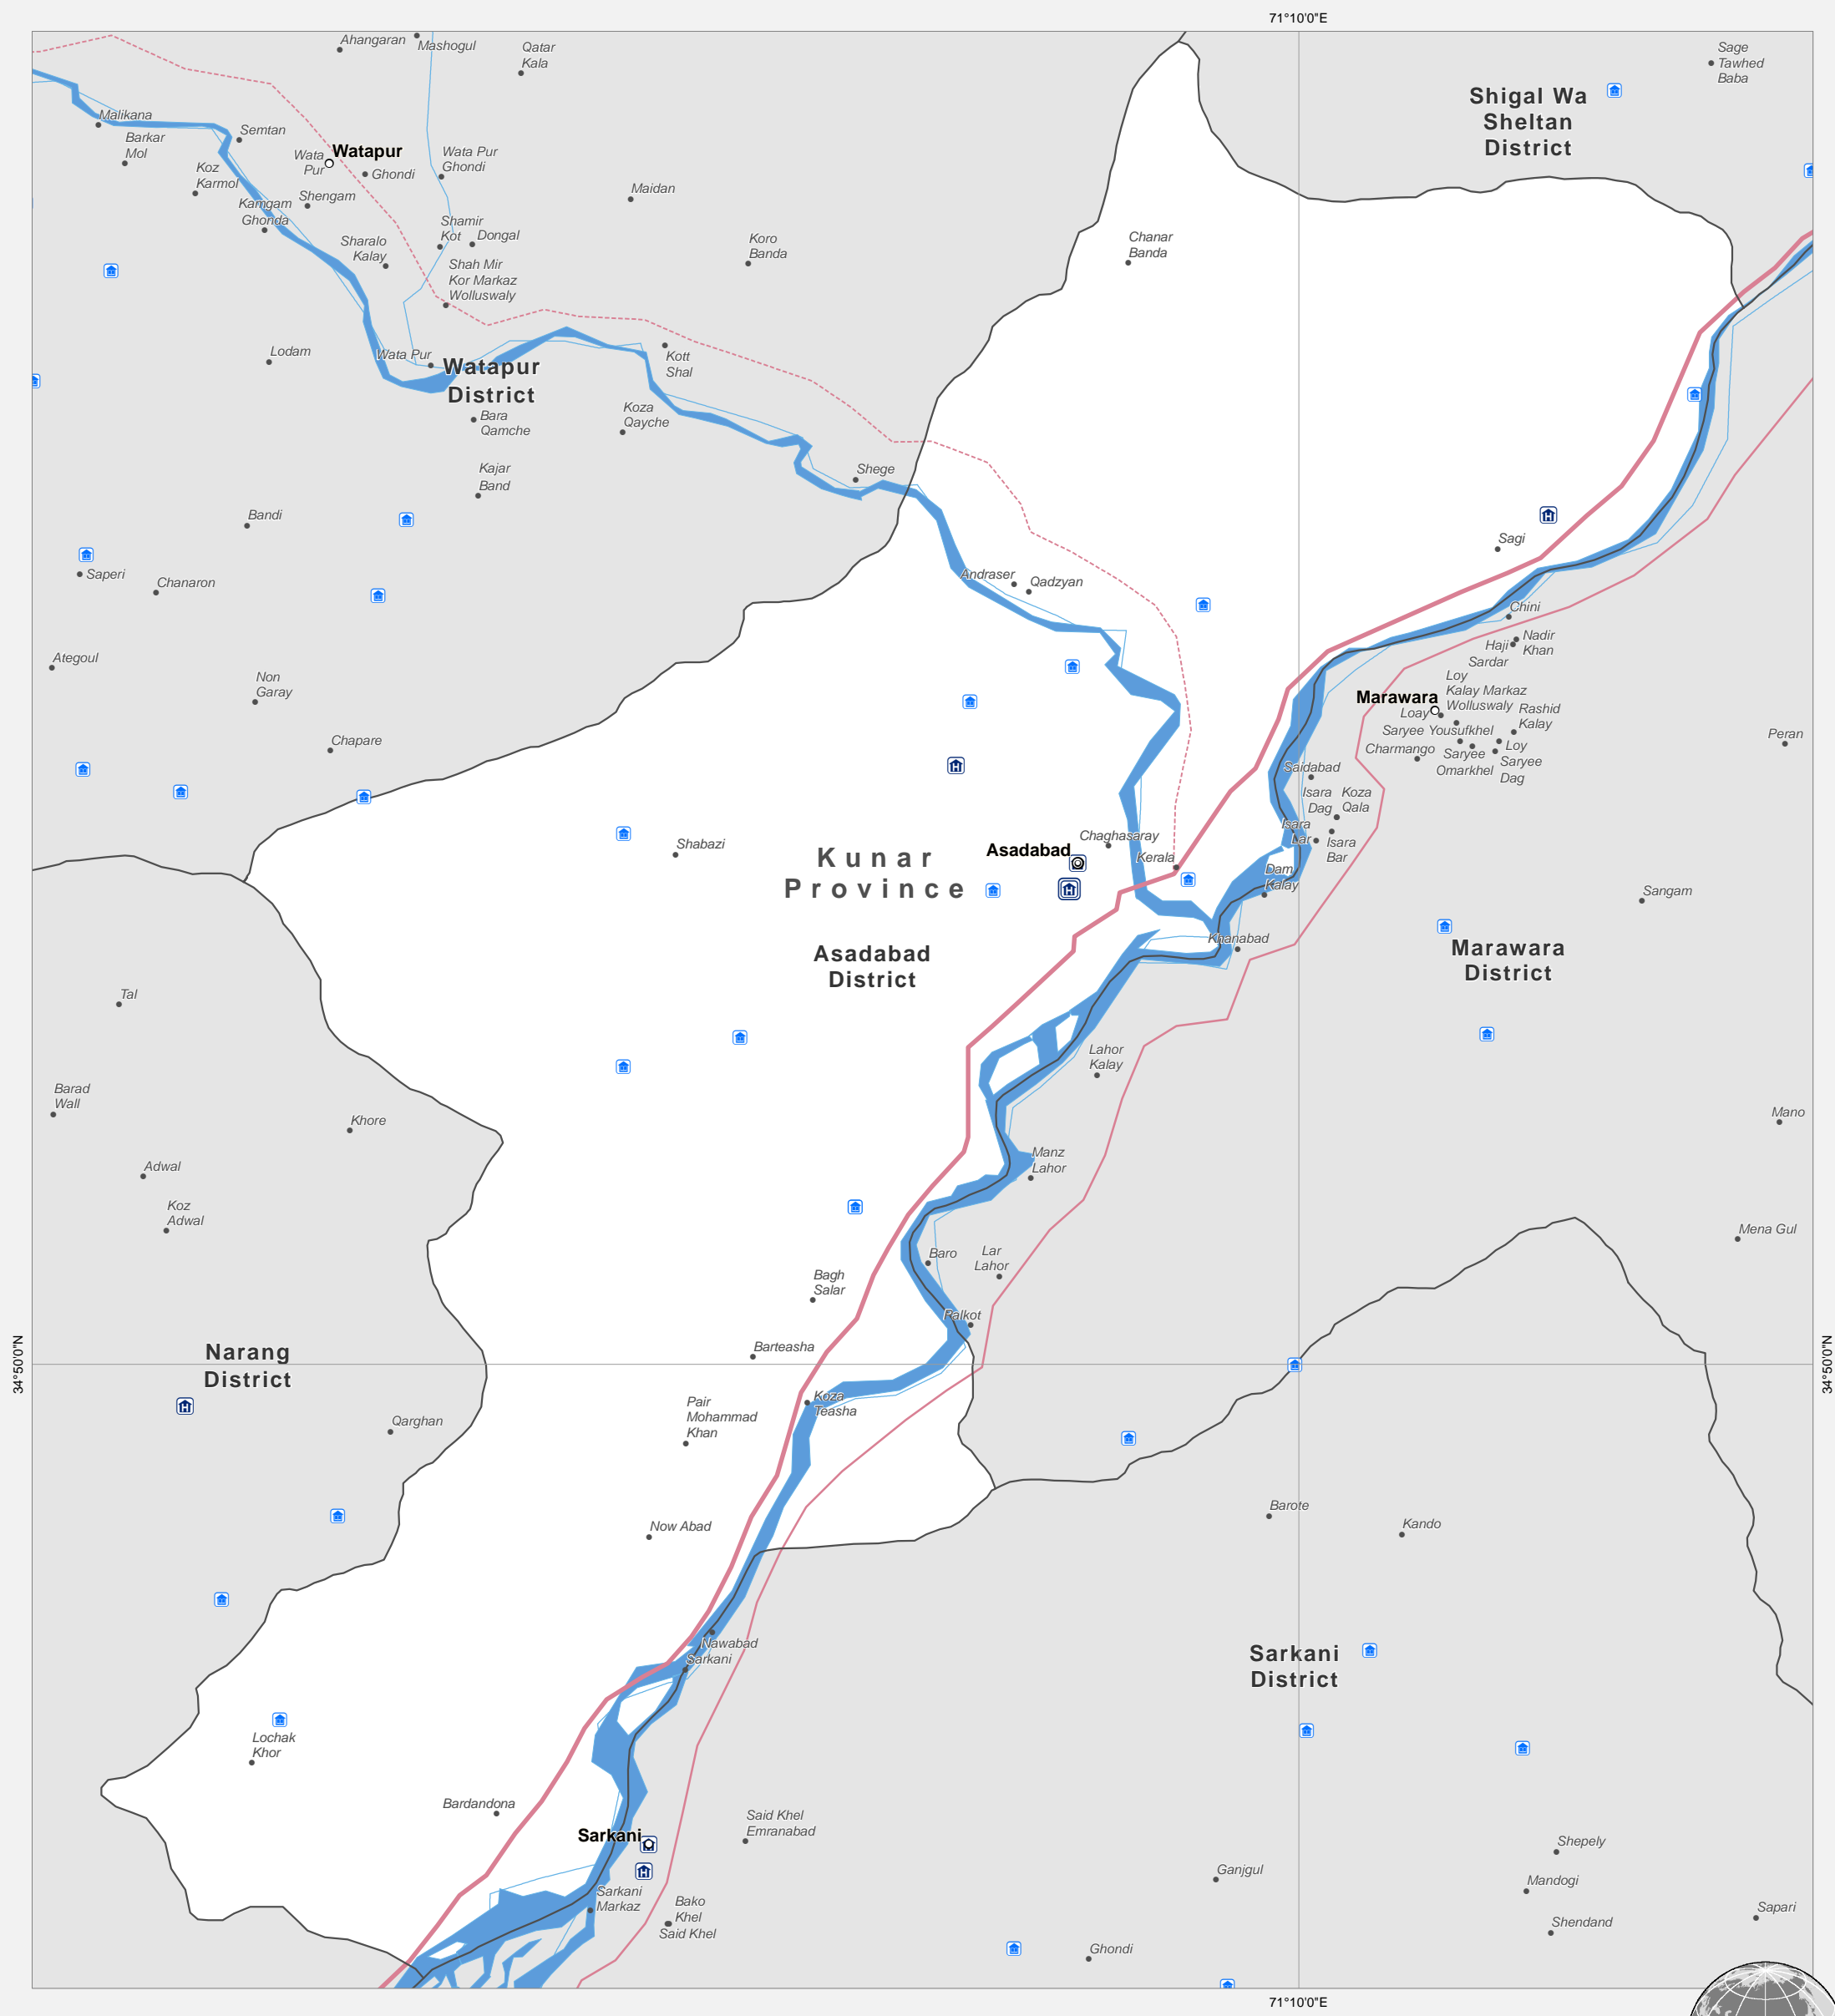 71°10'0"E
Ahangaran
Mashogul
Qatar
Kala
Sage
Tawhed
Baba
Shigal Wa
Sheltan
District
Malikana
Barkar
Mol
Semtan
Wata
Pur
Watapur
Ghondi
Wata Pur
Ghondi
Koz
Karmol
Shengam
Kamgam
Ghonda
Maidan
Sharalo
Kalay
Shamir
Kot
Dongal
Shah Mir
Kor Markaz
Wolluswaly
Koro
Banda
Chanar
Banda
Lodam
Wata Pur
Watapur
District
Kott
Shal
Bara
Qamche
Koza
Qayche
Kajar
Band
Shege
Bandi
Saperi
Chanaron
Sagi
Andraser
Qadzyan
Chini
Nadir
Khan
Haji
Sardar
Ategoul
Non
Garay
Loy
Kalay Markaz
Wolluswaly
Marawara
Loay
Rashid
Kalay
Saryee
Yousufkhel
Charmango
Saryee
Omarkhel
Loy
Saryee
Dag
Peran
Chapare
Saidabad
Isara
Dag
Koza
Qala
Isara
Lar
Isara
Bar
Shabazi
Chaghasaray
Asadabad
Kerala
Kunar
Province
Dam
Kalay
Sangam
Khanabad
Asadabad
District
Marawara
District
Tal
Lahor
Kalay
Barad
Wall
Khore
Mano
Adwal
Manz
Lahor
Koz
Adwal
Mena Gul
Baro
Lar
Lahor
Bagh
Salar
Palkot
Barteasha
Narang
District
34°50'0"N
34°50'0"N
Koza
Teasha
Pair
Mohammad
Khan
Qarghan
Now Abad
Barote
Kando
Nawabad
Sarkani
Sarkani
District
Lochak
Khor
Bardandona
Said Khel
Emranabad
Sarkani
Shepely
Ganjgul
Mandogi
Sarkani
Markaz
Bako
Khel
Said Khel
Sapari
Shendand
Ghondi
71°10'0"E